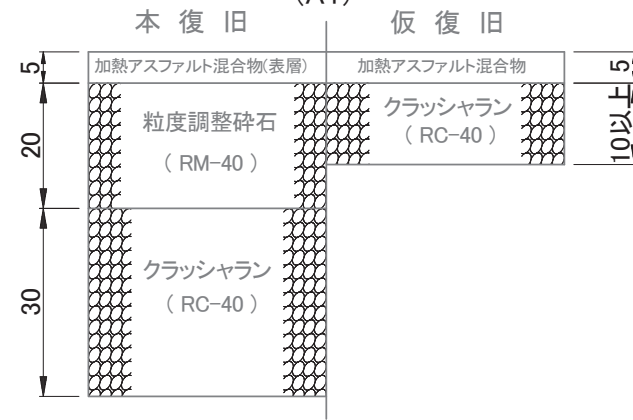 (A1)
本復旧
仮復旧
5
加熱アスファルト混合物(表層)
加熱アスファルト混合物
5
20
粒度調整砕石
( RM-40 )
クラッシャラン
( RC-40 )
10以上
30
クラッシャラン
( RC-40 )